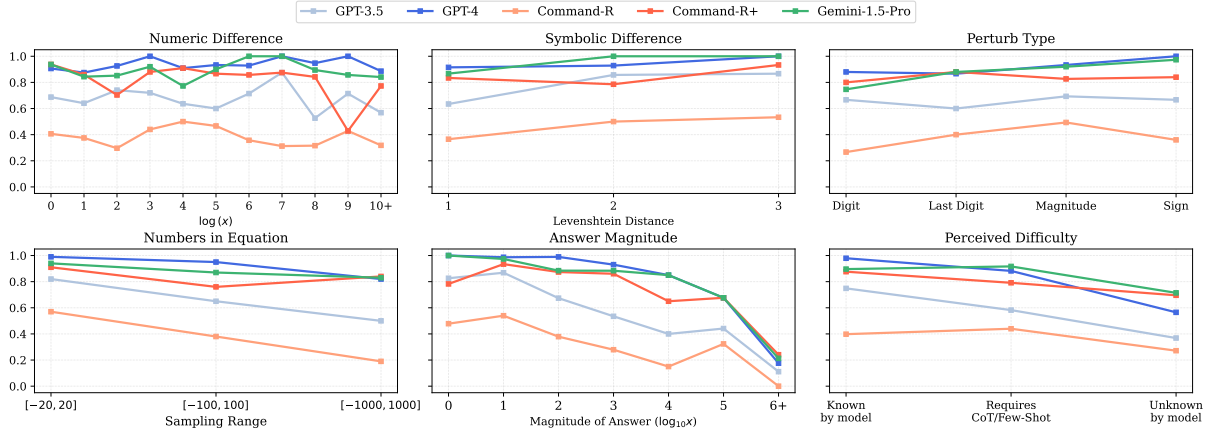 GPT-3.5 GPT-4 Command-R Command-R+ Gemini-1.5-Pro
Numeric Difference
1.0
0.8
0.6
0.4
0.2
0.0
0 1 2 3 4 5 6 7 8 9 10+
log (x)
Symbolic Difference
1 2 3
Levenshtein Distance
Perturb Type
Digit Last Digit Magnitude Sign
Numbers in Equation
1.0
0.8
0.6
0.4
0.2
0.0
[−20,20] [−100,100] [−1000,1000]
Sampling Range
Answer Magnitude
0 1 2 3 4 5 6+
Magnitude of Answer (log₁₀x)
Perceived Difficulty
Known Requires Unknown
by model CoT/Few-Shot by model